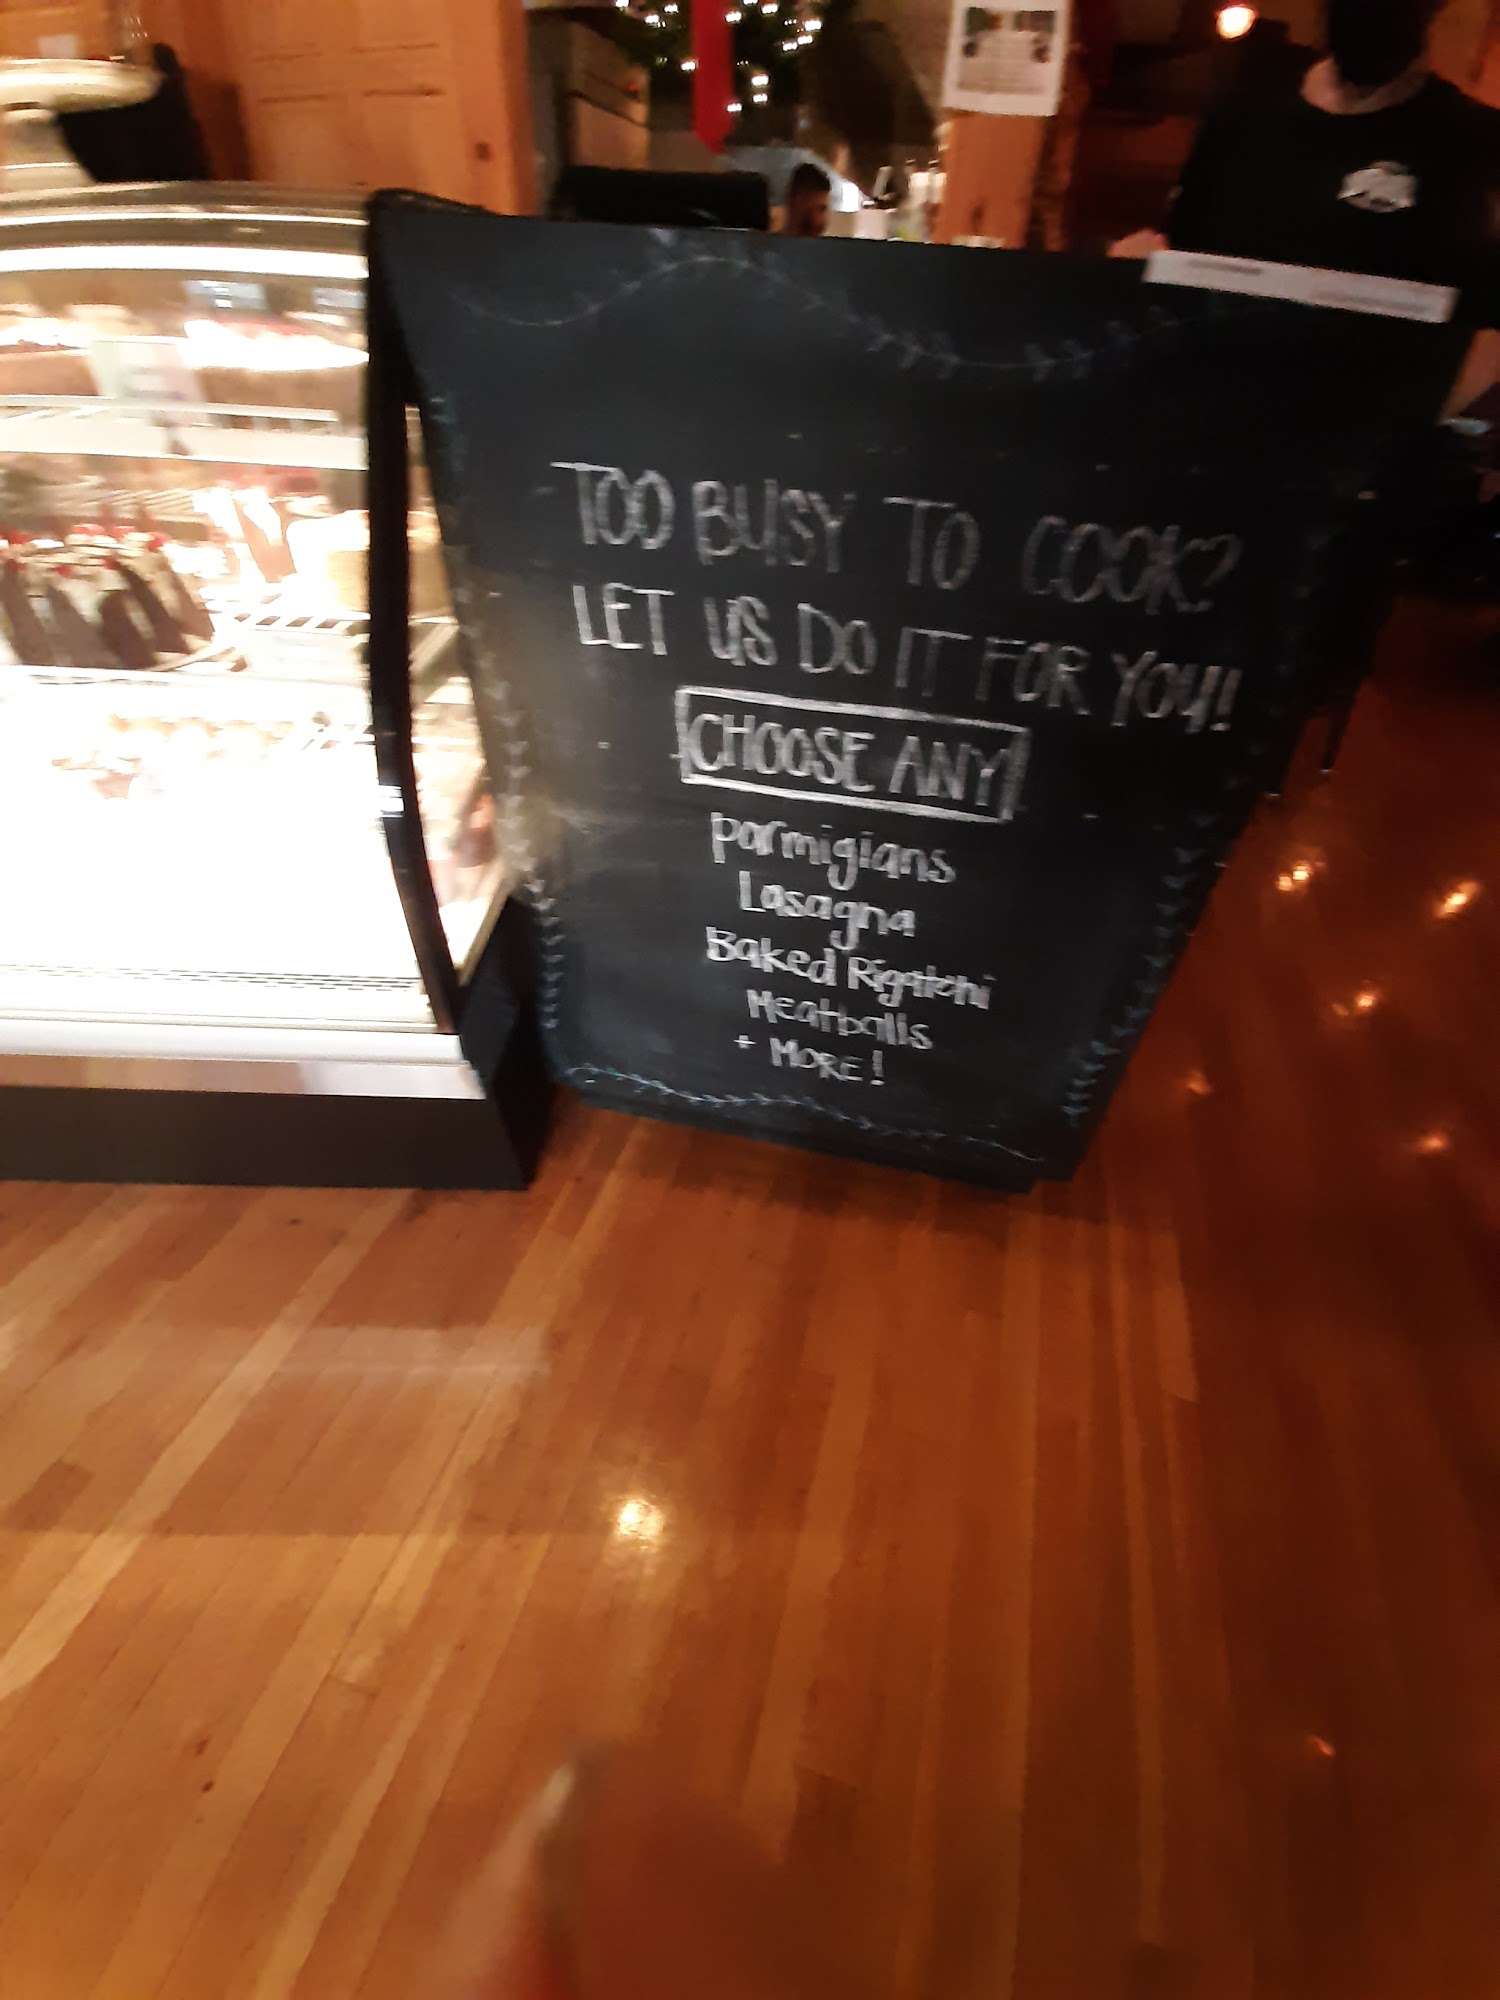 TOO BUSY TO COOK?
LET US DO IT FOR YOU!
CHOOSE ANY
parmigians
Lasagna
Baked Rigatoni
Meatballs
+ MORE!